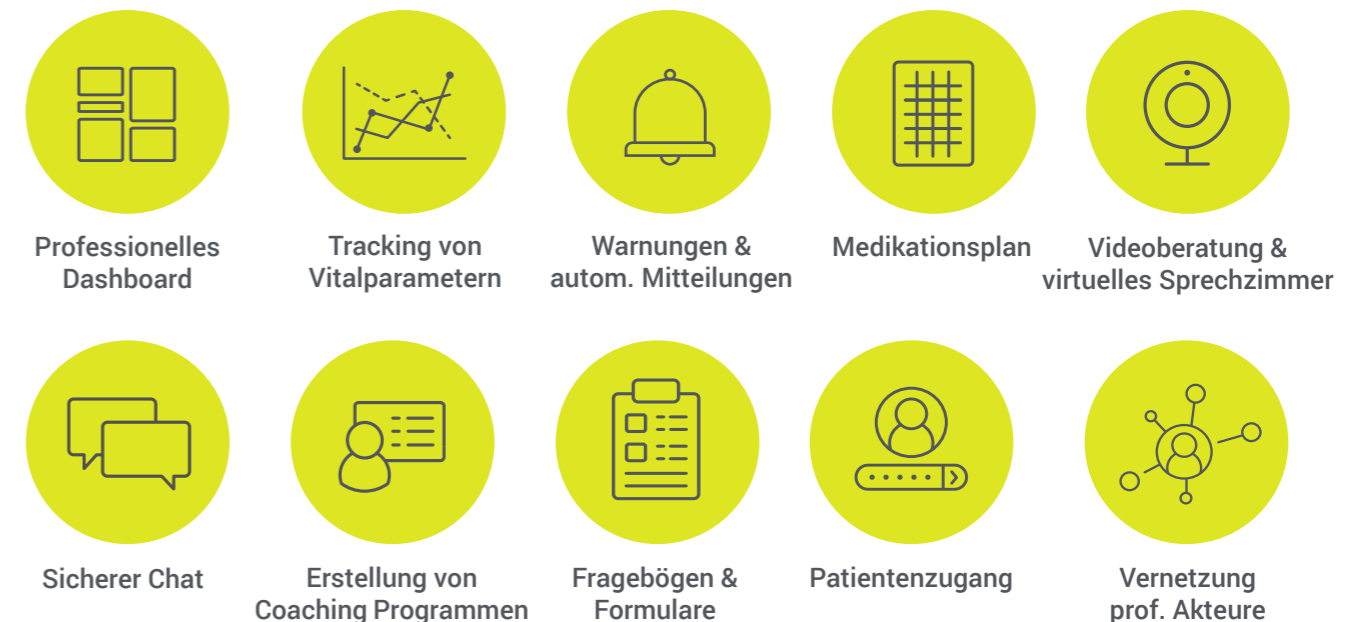 Professionelles
Dashboard
Tracking von
Vitalparametern
Warnungen &
autom. Mitteilungen
Medikationsplan
Videoberatung &
virtuelles Sprechzimmer
Sicherer Chat
Erstellung von
Coaching Programmen
Fragebögen &
Formulare
Patientenzugang
Vernetzung
prof. Akteure